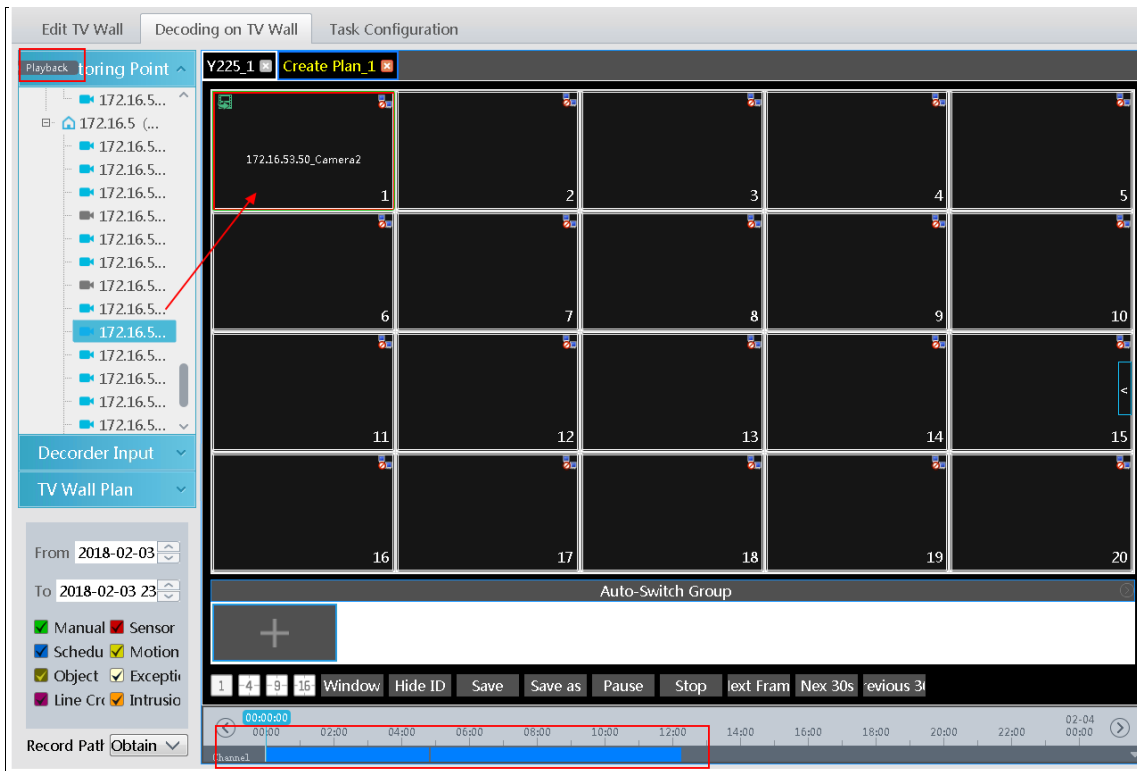 Edit TV Wall Decoding on TV Wall Task Configuration
Playback toring Point
Y225_1 Create Plan_1
172.16.5...
172.16.5 (...
172.16.5...
172.16.5...
172.16.5...
172.16.5...
172.16.5...
172.16.5...
172.16.5...
172.16.5...
172.16.5...
172.16.5...
172.16.5...
172.16.5...
172.16.5...
Decorder Input
TV Wall Plan
172.16.53.50_Camera2
1 2 3 4 5
6 7 8 9 10
11 12 13 14 15
16 17 18 19 20
<
Auto-Switch Group
From 2018-02-03
To 2018-02-03 23
Manual Sensor
Schedu Motion
Object Excepti
Line Cr Intrusio
Record Path Obtain
1 4 9 16 Window Hide ID Save Save as Pause Stop lext Fram Nex 30s revious 3
00:00:00
02-04
00:00 02:00 04:00 06:00 08:00 10:00 12:00 14:00 16:00 18:00 20:00 22:00 00:00
Channel